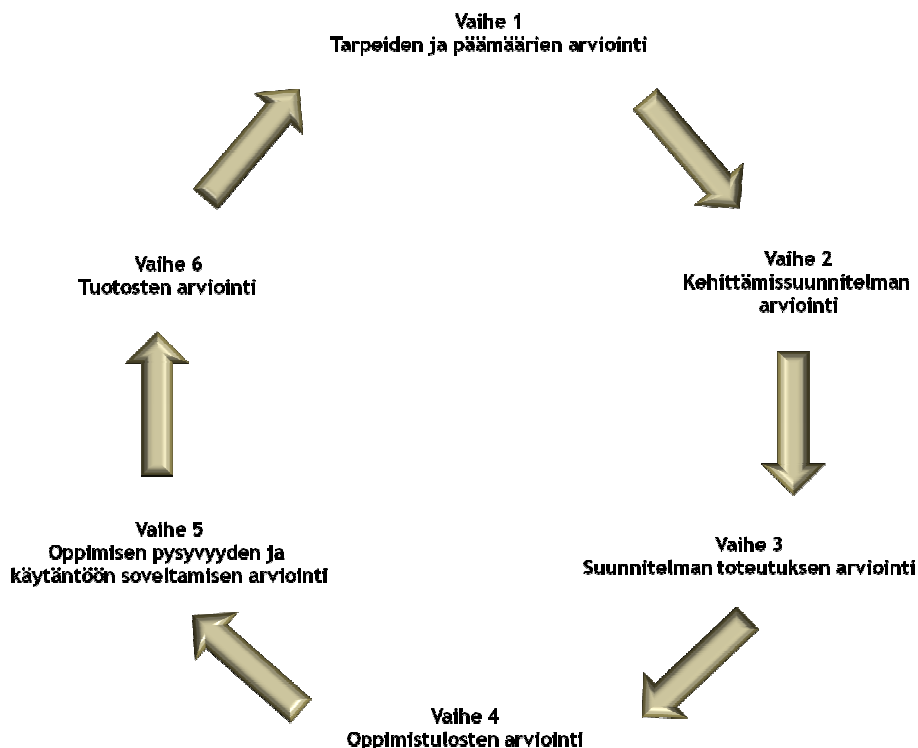 Vaihe 1
Tarpeiden ja päämäärien arviointi
Vaihe 2
Kehittämissuunnitelman
arviointi
Vaihe 3
Suunnitelman toteutuksen arviointi
Vaihe 4
Oppimistulosten arviointi
Vaihe 5
Oppimisen pysyvyyden ja
käytäntöön soveltamisen arviointi
Vaihe 6
Tuotosten arviointi